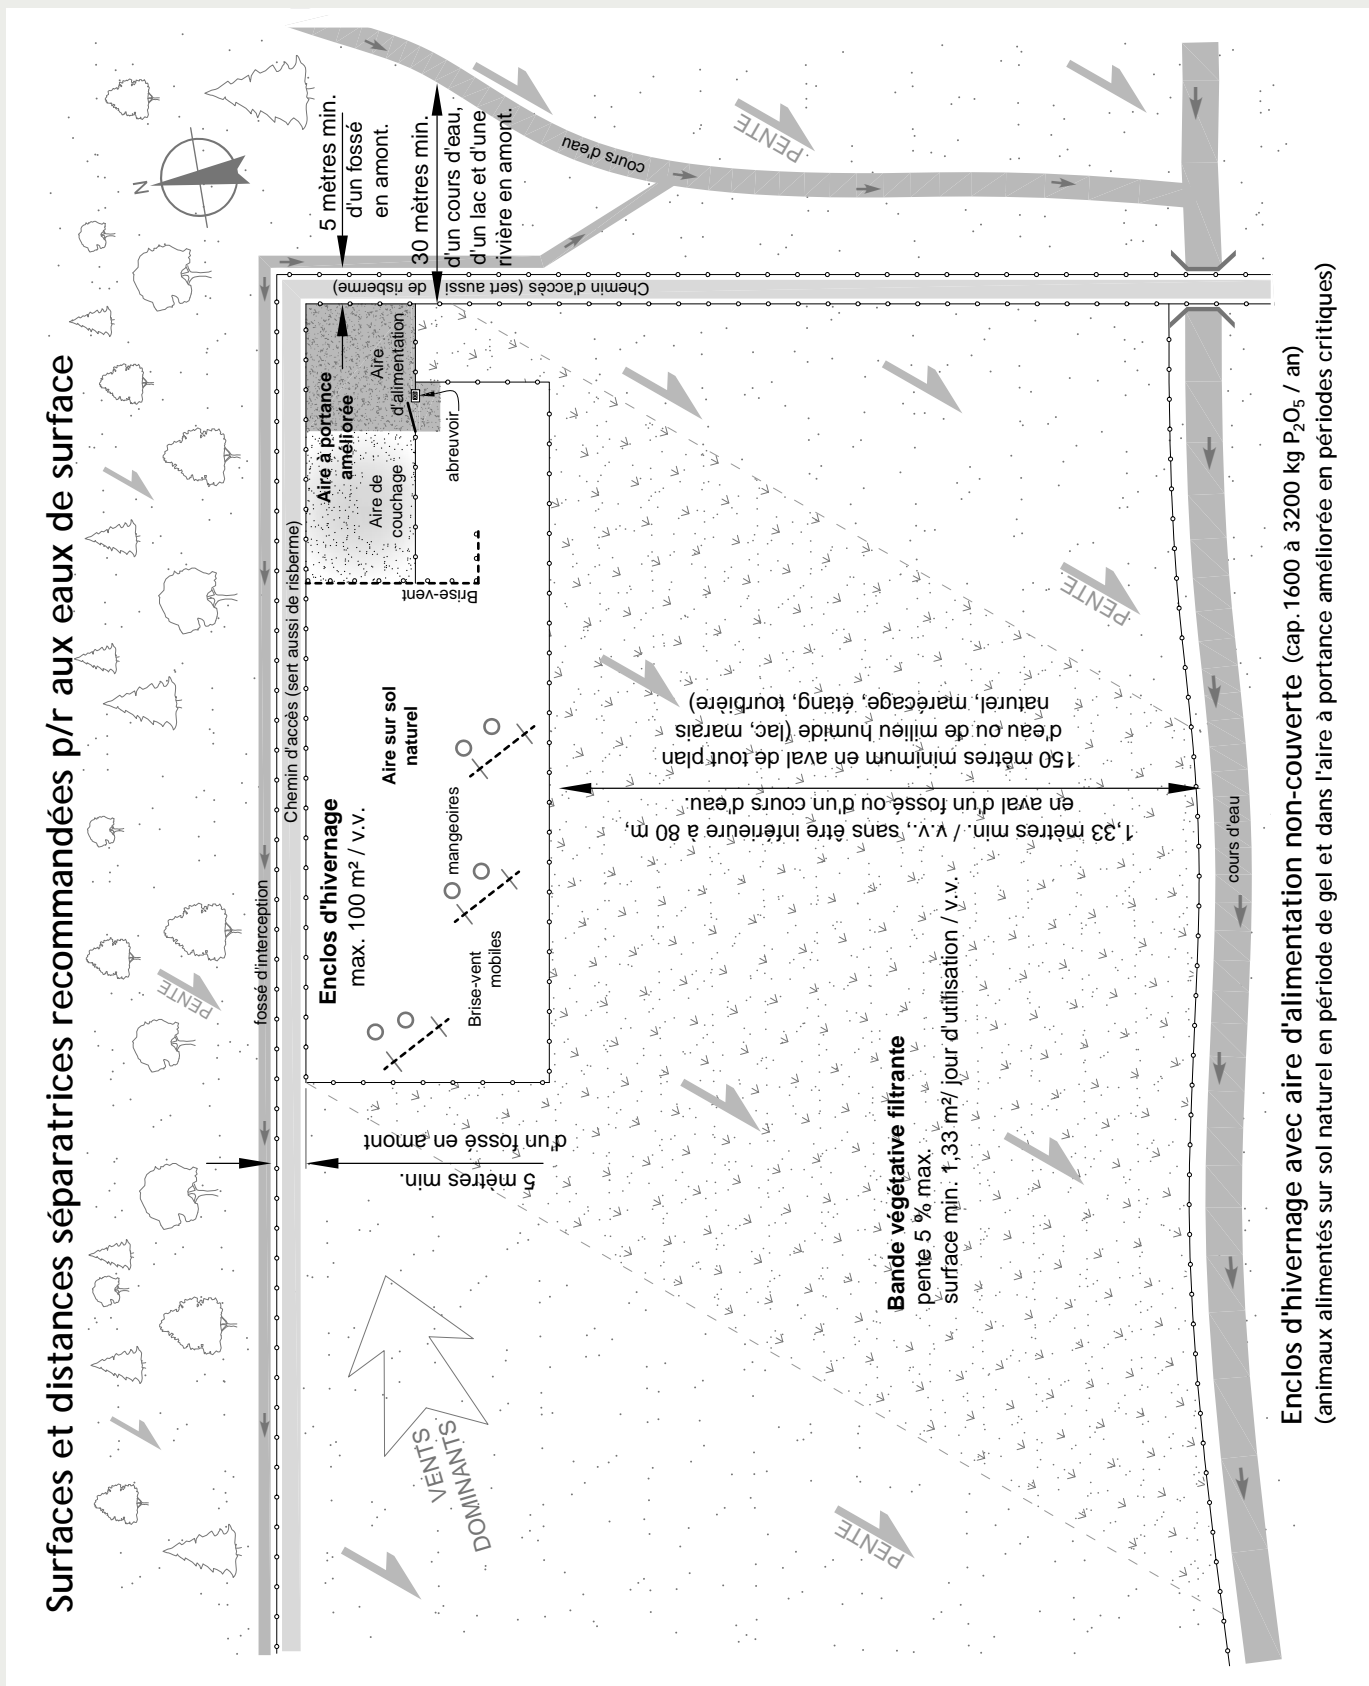 Surfaces et distances séparatrices recommandées p/r aux eaux de surface
N
5 mètres min.
d'un fossé
en amont.
30 mètres min.
d'un cours d'eau,
d'un lac et d'une
rivière en amont.
cours d'eau
PENTE
Chemin d'accès (sert aussi de risberme)
fossé d'interception
Chemin d'accès (sert aussi de risberme)
PENTE
Aire à portance
améliorée
Aire
d'alimentation
Aire de
couchage
abreuvoir
Brise-vent
Enclos d'hivernage
max. 100 m² / v.v.
Aire sur sol
naturel
mangeoires
Brise-vent
mobiles
5 mètres min.
d'un fossé en amont
VENTS
DOMINANTS
PENTE
150 mètres minimum en aval de tout plan
d'eau ou de milieu humide (lac, marais
naturel, marécage, étang, tourbière)
1,33 mètres min. / v.v., sans être inférieure à 80 m,
en aval d'un fossé ou d'un cours d'eau.
Bande végétative filtrante
pente 5 % max.
surface min. 1,33 m²/ jour d'utilisation / v.v.
PENTE
cours d'eau
Enclos d'hivernage avec aire d'alimentation non-couverte (cap. 1600 à 3200 kg P₂O₅ / an)
(animaux alimentés sur sol naturel en période de gel et dans l'aire à portance améliorée en périodes critiques)